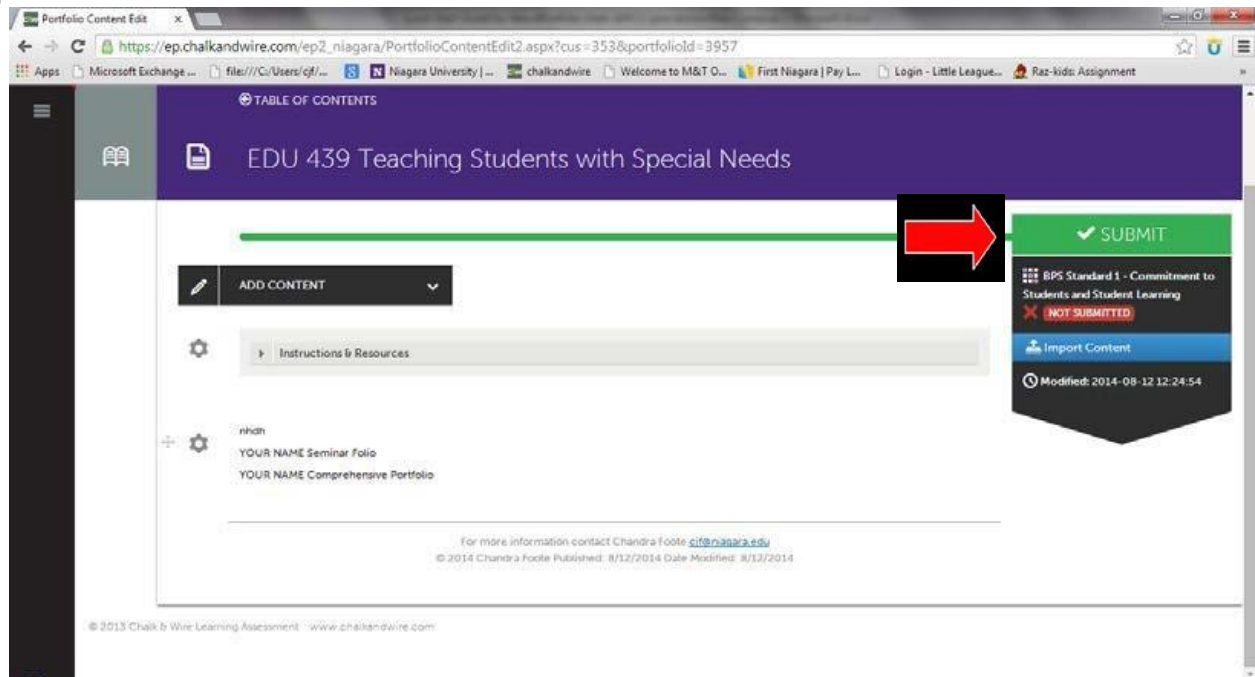 Portfolio Content Edit
https://ep.chalkandwire.com/ep2_niagara/PortfolioContentEdit2.aspx?cus=353&portfolioId=3957
Apps Microsoft Exchange ... file:///C:/Users/cjf/... Niagara University | ... chalkandwire Welcome to M&T O... First Niagara | Pay L... Login - Little League... Raz-kids: Assignment
TABLE OF CONTENTS
EDU 439 Teaching Students with Special Needs
SUBMIT
ADD CONTENT
BPS Standard 1 - Commitment to
Students and Student Learning
NOT SUBMITTED
Instructions & Resources
Import Content
Modified: 2014-08-12 12:24:54
nhdh
YOUR NAME Seminar Folio
YOUR NAME Comprehensive Portfolio
For more information contact Chandra Foote cjf@niagara.edu
© 2014 Chandra Foote Published: 8/12/2014 Date Modified: 8/12/2014
© 2013 Chalk & Wire Learning Assessment www.chalkandwire.com